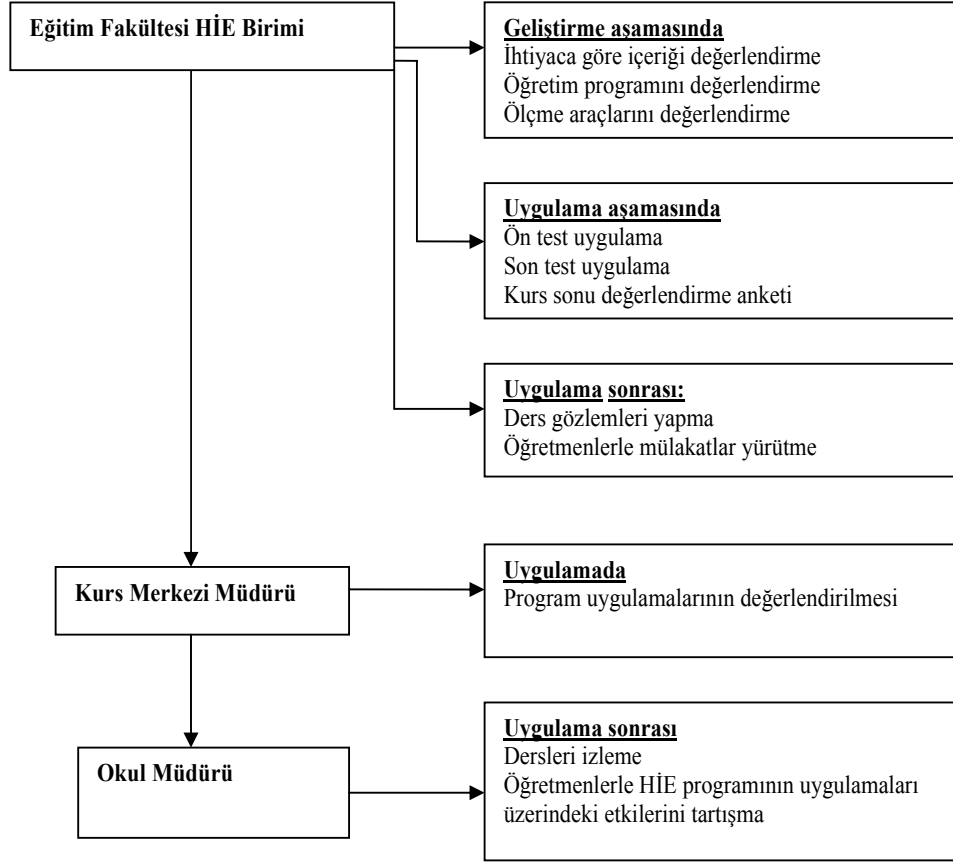 Eğitim Fakültesi HİE Birimi
Geliştirme aşamasında
İhtiyaca göre içeriği değerlendirme
Öğretim programını değerlendirme
Ölçme araçlarını değerlendirme
Uygulama aşamasında
Ön test uygulama
Son test uygulama
Kurs sonu değerlendirme anketi
Uygulama sonrası:
Ders gözlemleri yapma
Öğretmenlerle mülakatlar yürütme
Kurs Merkezi Müdürü
Uygulamada
Program uygulamalarının değerlendirilmesi
Okul Müdürü
Uygulama sonrası
Dersleri izleme
Öğretmenlerle HİE programının uygulamaları
üzerindeki etkilerini tartışma